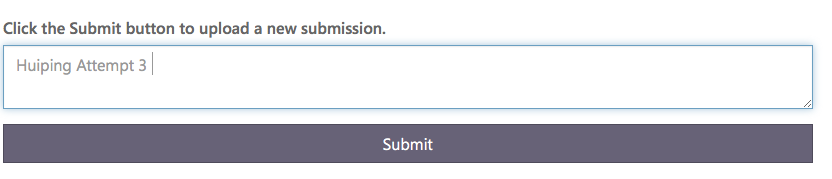 Click the Submit button to upload a new submission.
Huiping Attempt 3
Submit